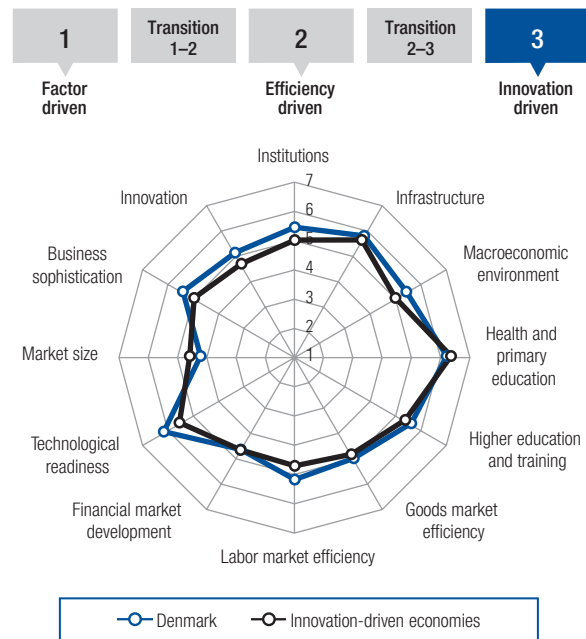 1
Transition
1–2
2
Transition
2–3
3
Factor
driven
Efficiency
driven
Innovation
driven
Institutions
7
Innovation
Infrastructure
6
5
Business
sophistication
Macroeconomic
environment
4
3
2
Market size
1
Health and
primary
education
Technological
readiness
Higher education
and training
Financial market
development
Goods market
efficiency
Labor market efficiency
Denmark
Innovation-driven economies